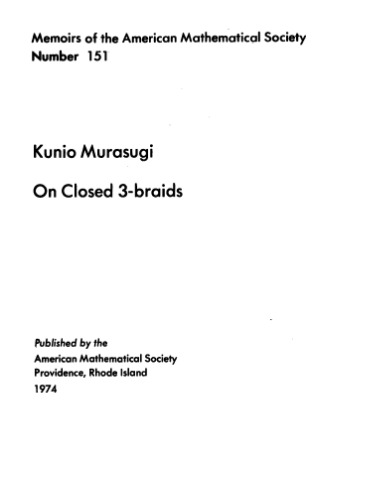 Memoirs of the American Mathematical Society
Number 151
Kunio Murasugi
On Closed 3-braids
Published by the
American Mathematical Society
Providence, Rhode Island
1974